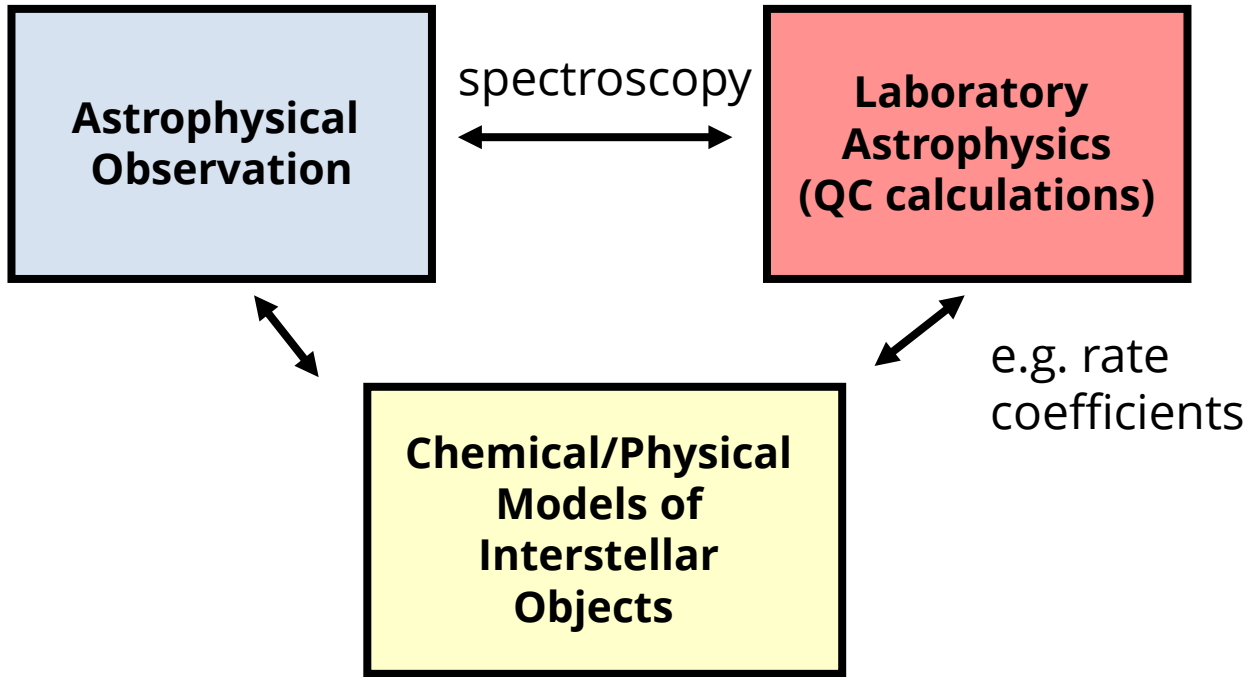 Astrophysical
Observation
spectroscopy
Laboratory
Astrophysics
(QC calculations)
e.g. rate
coefficients
Chemical/Physical
Models of
Interstellar
Objects